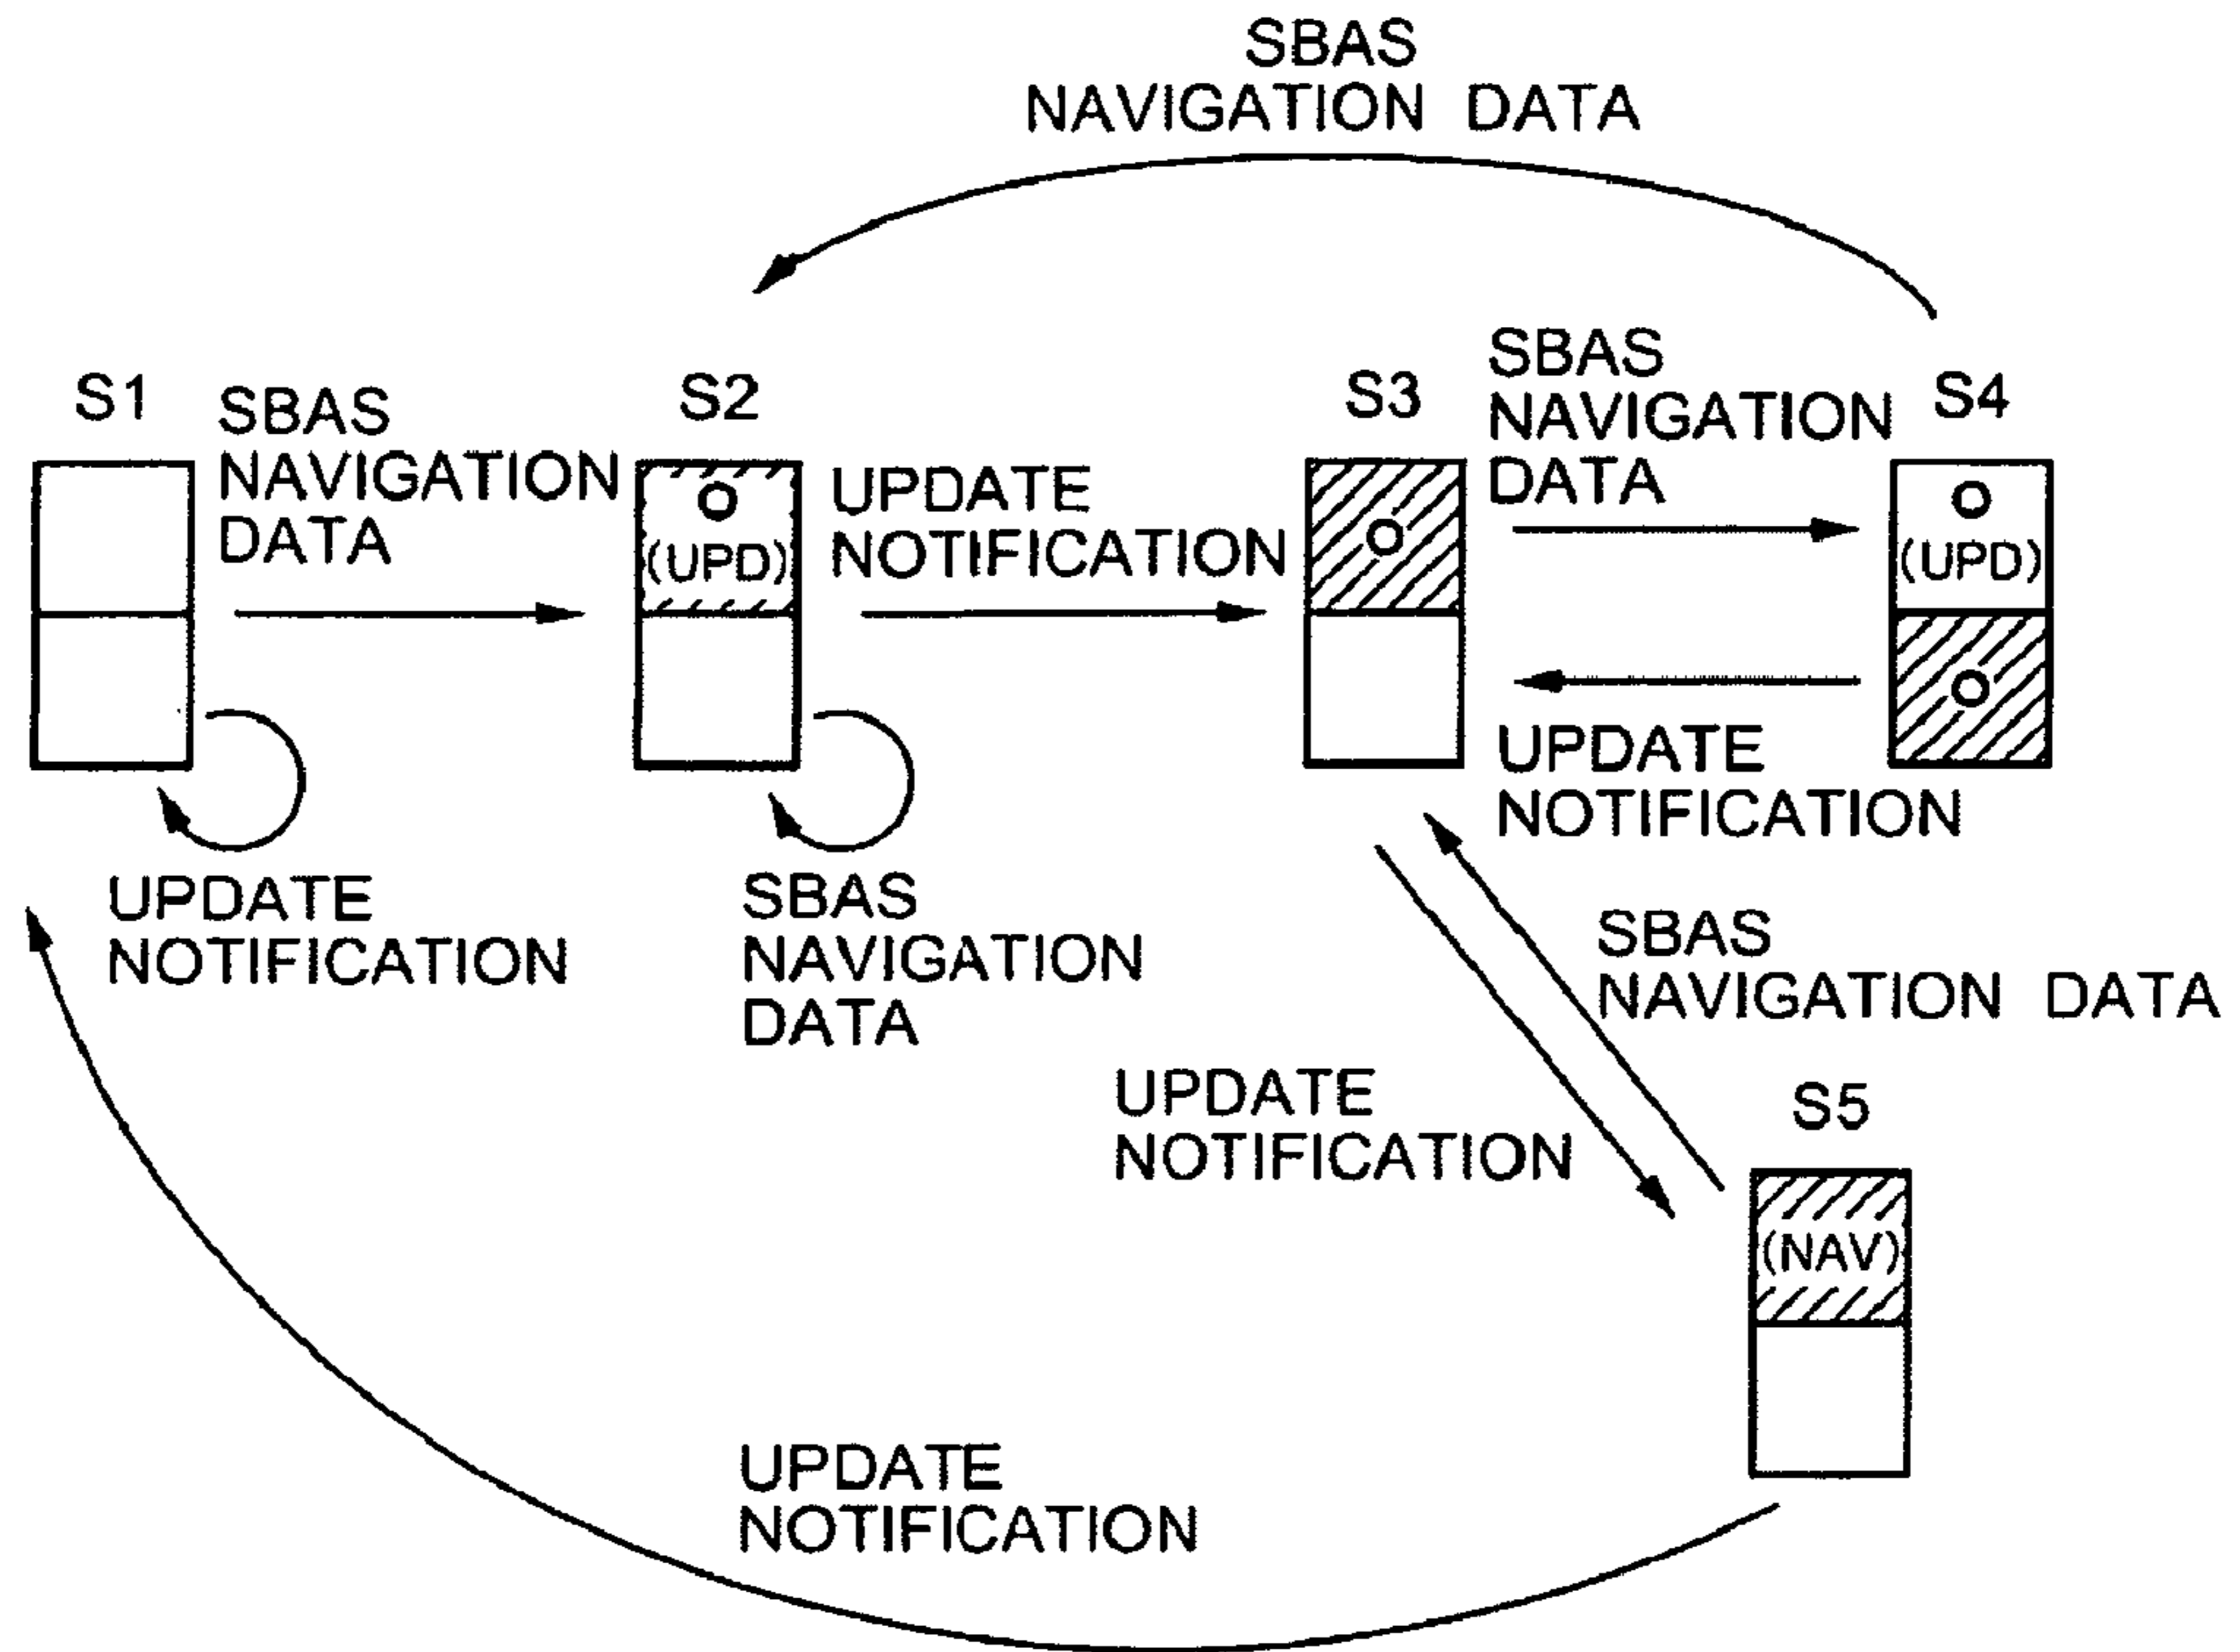 SBAS
NAVIGATION DATA
S1
SBAS
NAVIGATION
DATA
S2
(UPD)
UPDATE
NOTIFICATION
S3
SBAS
NAVIGATION
DATA
S4
(UPD)
UPDATE
NOTIFICATION
UPDATE
NOTIFICATION
SBAS
NAVIGATION
DATA
SBAS
NAVIGATION DATA
UPDATE
NOTIFICATION
S5
(NAV)
UPDATE
NOTIFICATION